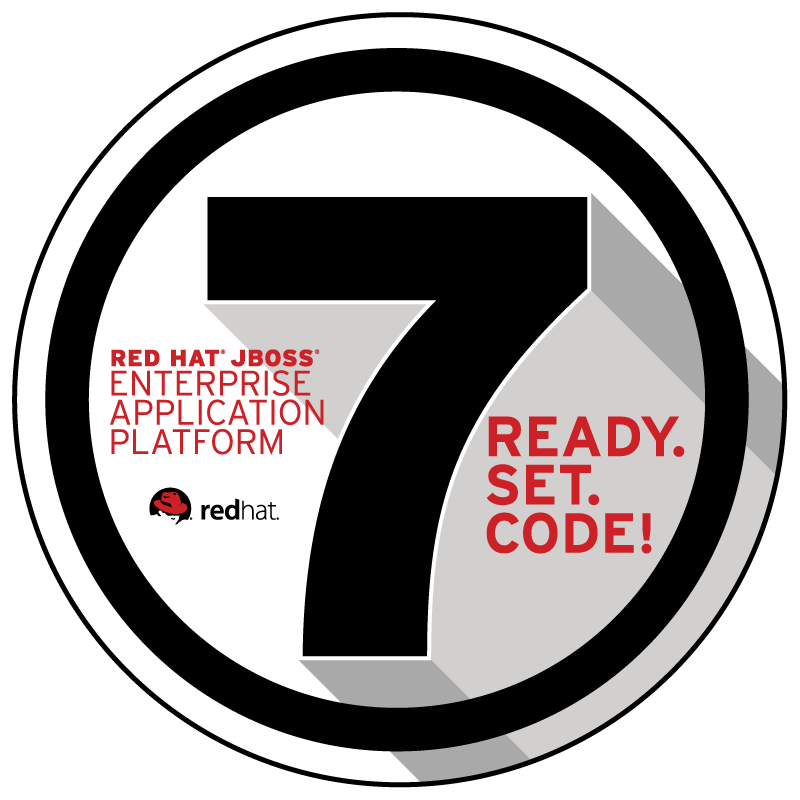 7
RED HAT® JBOSS®
ENTERPRISE
APPLICATION
PLATFORM
redhat.
READY.
SET.
CODE!